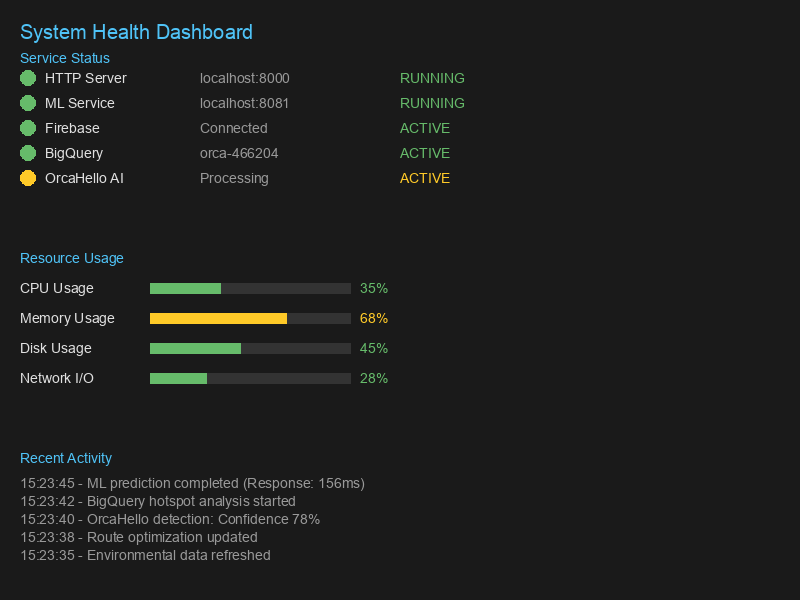 System Health Dashboard
Service Status
HTTP Server localhost:8000 RUNNING
ML Service localhost:8081 RUNNING
Firebase Connected ACTIVE
BigQuery orca-466204 ACTIVE
OrcaHello AI Processing ACTIVE
Resource Usage
CPU Usage 35%
Memory Usage 68%
Disk Usage 45%
Network I/O 28%
Recent Activity
15:23:45 - ML prediction completed (Response: 156ms)
15:23:42 - BigQuery hotspot analysis started
15:23:40 - OrcaHello detection: Confidence 78%
15:23:38 - Route optimization updated
15:23:35 - Environmental data refreshed